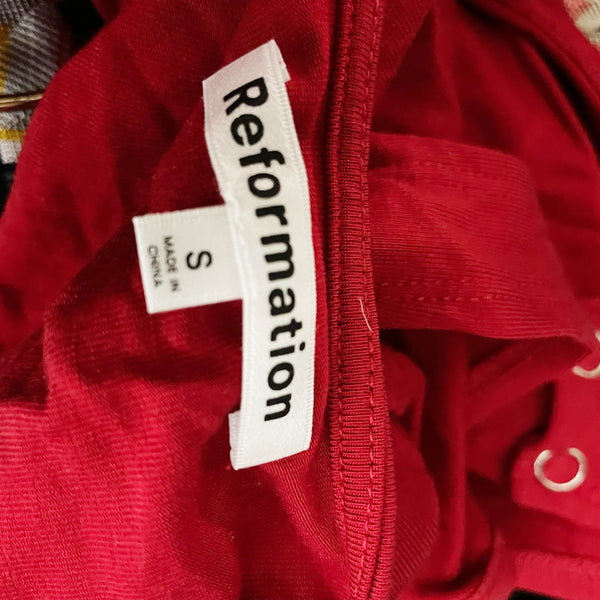 Reformation
S
MADE IN
CHINA